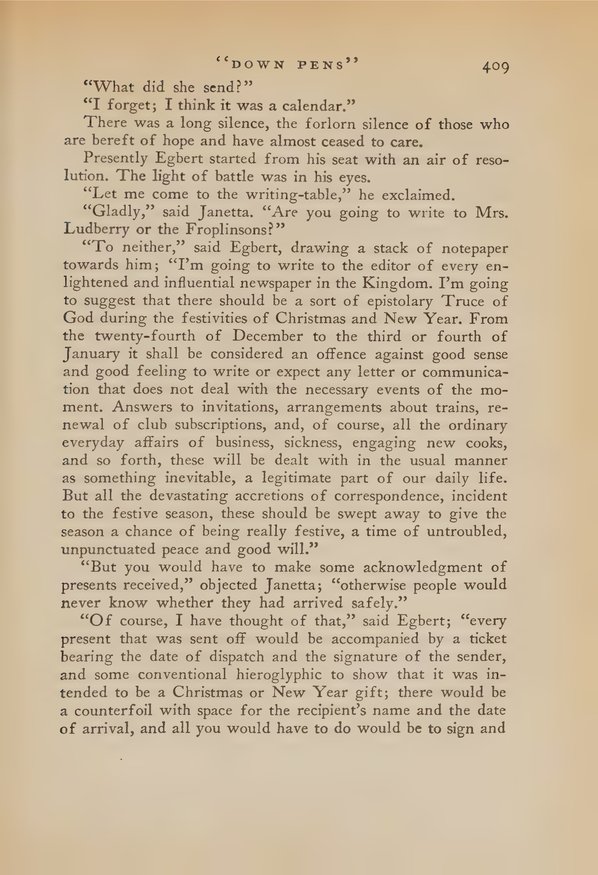 “DOWN PENS” 409
“What did she send?”
“I forget; I think it was a calendar.”
There was a long silence, the forlorn silence of those who
are bereft of hope and have almost ceased to care.
Presently Egbert started from his seat with an air of reso-
lution. The light of battle was in his eyes.
“Let me come to the writing-table,” he exclaimed.
“Gladly,” said Janetta. “Are you going to write to Mrs.
Ludberry or the Froplinsons?”
“To neither,” said Egbert, drawing a stack of notepaper
towards him; “I’m going to write to the editor of every en-
lightened and influential newspaper in the Kingdom. I’m going
to suggest that there should be a sort of epistolary Truce of
God during the festivities of Christmas and New Year. From
the twenty-fourth of December to the third or fourth of
January it shall be considered an offence against good sense
and good feeling to write or expect any letter or communica-
tion that does not deal with the necessary events of the mo-
ment. Answers to invitations, arrangements about trains, re-
newal of club subscriptions, and, of course, all the ordinary
everyday affairs of business, sickness, engaging new cooks,
and so forth, these will be dealt with in the usual manner
as something inevitable, a legitimate part of our daily life.
But all the devastating accretions of correspondence, incident
to the festive season, these should be swept away to give the
season a chance of being really festive, a time of untroubled,
unpunctuated peace and good will.”
“But you would have to make some acknowledgment of
presents received,” objected Janetta; “otherwise people would
never know whether they had arrived safely.”
“Of course, I have thought of that,” said Egbert; “every
present that was sent off would be accompanied by a ticket
bearing the date of dispatch and the signature of the sender,
and some conventional hieroglyphic to show that it was in-
tended to be a Christmas or New Year gift; there would be
a counterfoil with space for the recipient’s name and the date
of arrival, and all you would have to do would be to sign and